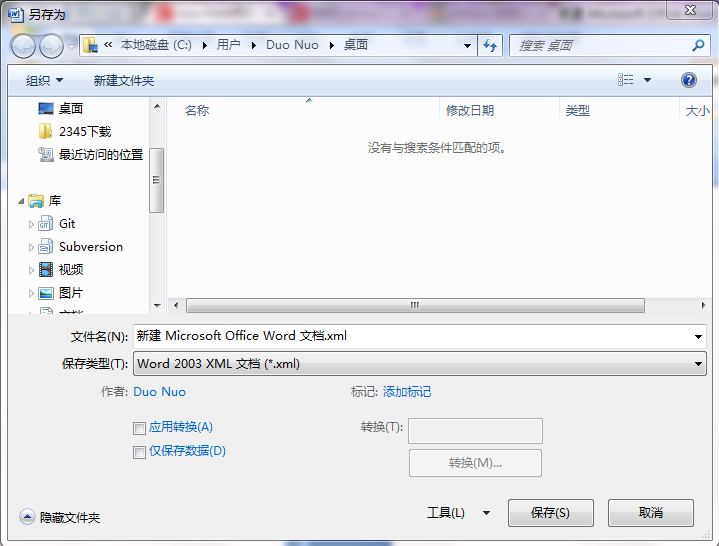 另存为
« 本地磁盘 (C:) 用户 Duo Nuo 桌面 搜索 桌面
组织 新建文件夹
桌面 名称 修改日期 类型 大小
2345下载
没有与搜索条件匹配的项。
最近访问的位置
库
Git
Subversion
视频
图片
文件名(N): 新建 Microsoft Office Word 文档.xml
保存类型(T): Word 2003 XML 文档 (*.xml)
作者: Duo Nuo 标记: 添加标记
应用转换(A) 转换(T):
仅保存数据(D)
转换(M)...
隐藏文件夹 工具(L) 保存(S) 取消